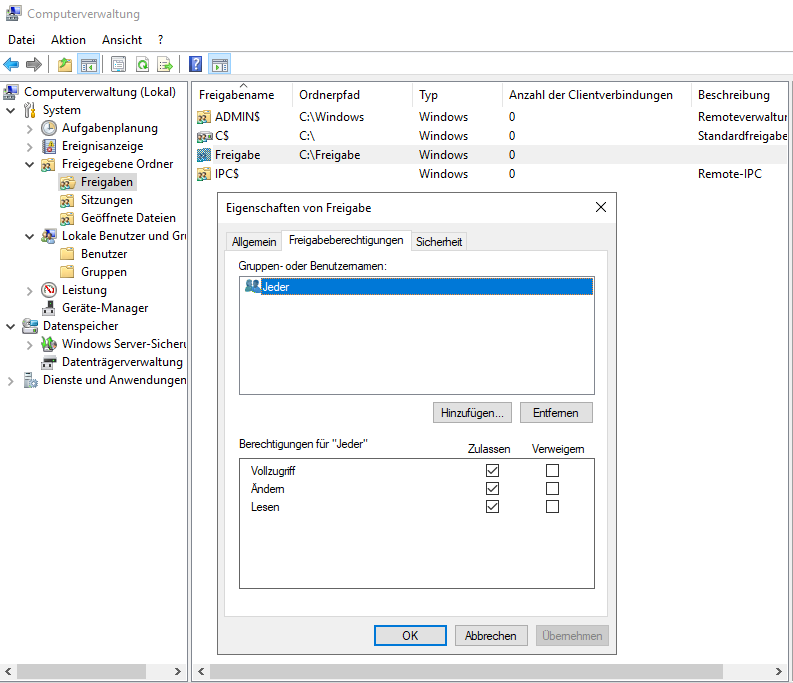 Computerverwaltung
Datei Aktion Ansicht ?
Computerverwaltung (Lokal)
System
Aufgabenplanung
Ereignisanzeige
Freigegebene Ordner
Freigaben
Sitzungen
Geöffnete Dateien
Lokale Benutzer und Gru
Benutzer
Gruppen
Leistung
Geräte-Manager
Datenspeicher
Windows Server-Sicheru
Datenträgerverwaltung
Dienste und Anwendungen
Freigabename Ordnerpfad Typ Anzahl der Clientverbindungen Beschreibung
ADMIN$ C:\Windows Windows 0 Remoteverwaltun
C$ C:\ Windows 0 Standardfreigabe
Freigabe C:\Freigabe Windows 0
IPC$ Windows 0 Remote-IPC
Eigenschaften von Freigabe
Allgemein Freigabeberechtigungen Sicherheit
Gruppen- oder Benutzernamen:
Jeder
Hinzufügen... Entfernen
Berechtigungen für "Jeder" Zulassen Verweigern
Vollzugriff
Ändern
Lesen
OK Abbrechen Übernehmen